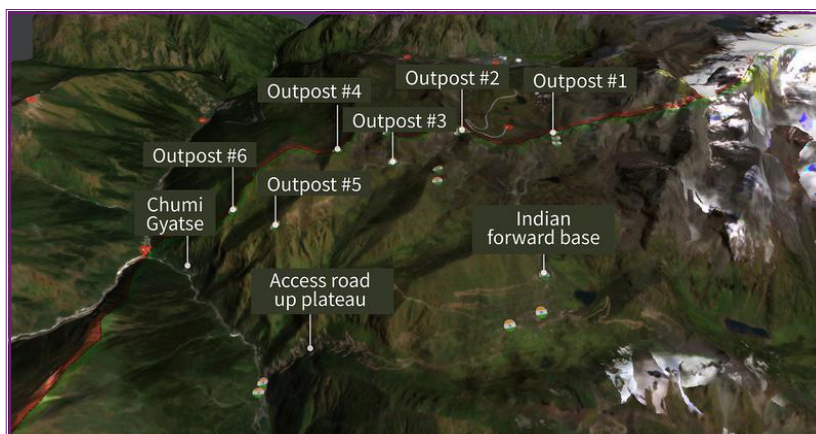 Outpost #2
Outpost #1
Outpost #4
Outpost #3
Outpost #6
Outpost #5
Chumi
Gyatse
Indian
forward base
Access road
up plateau